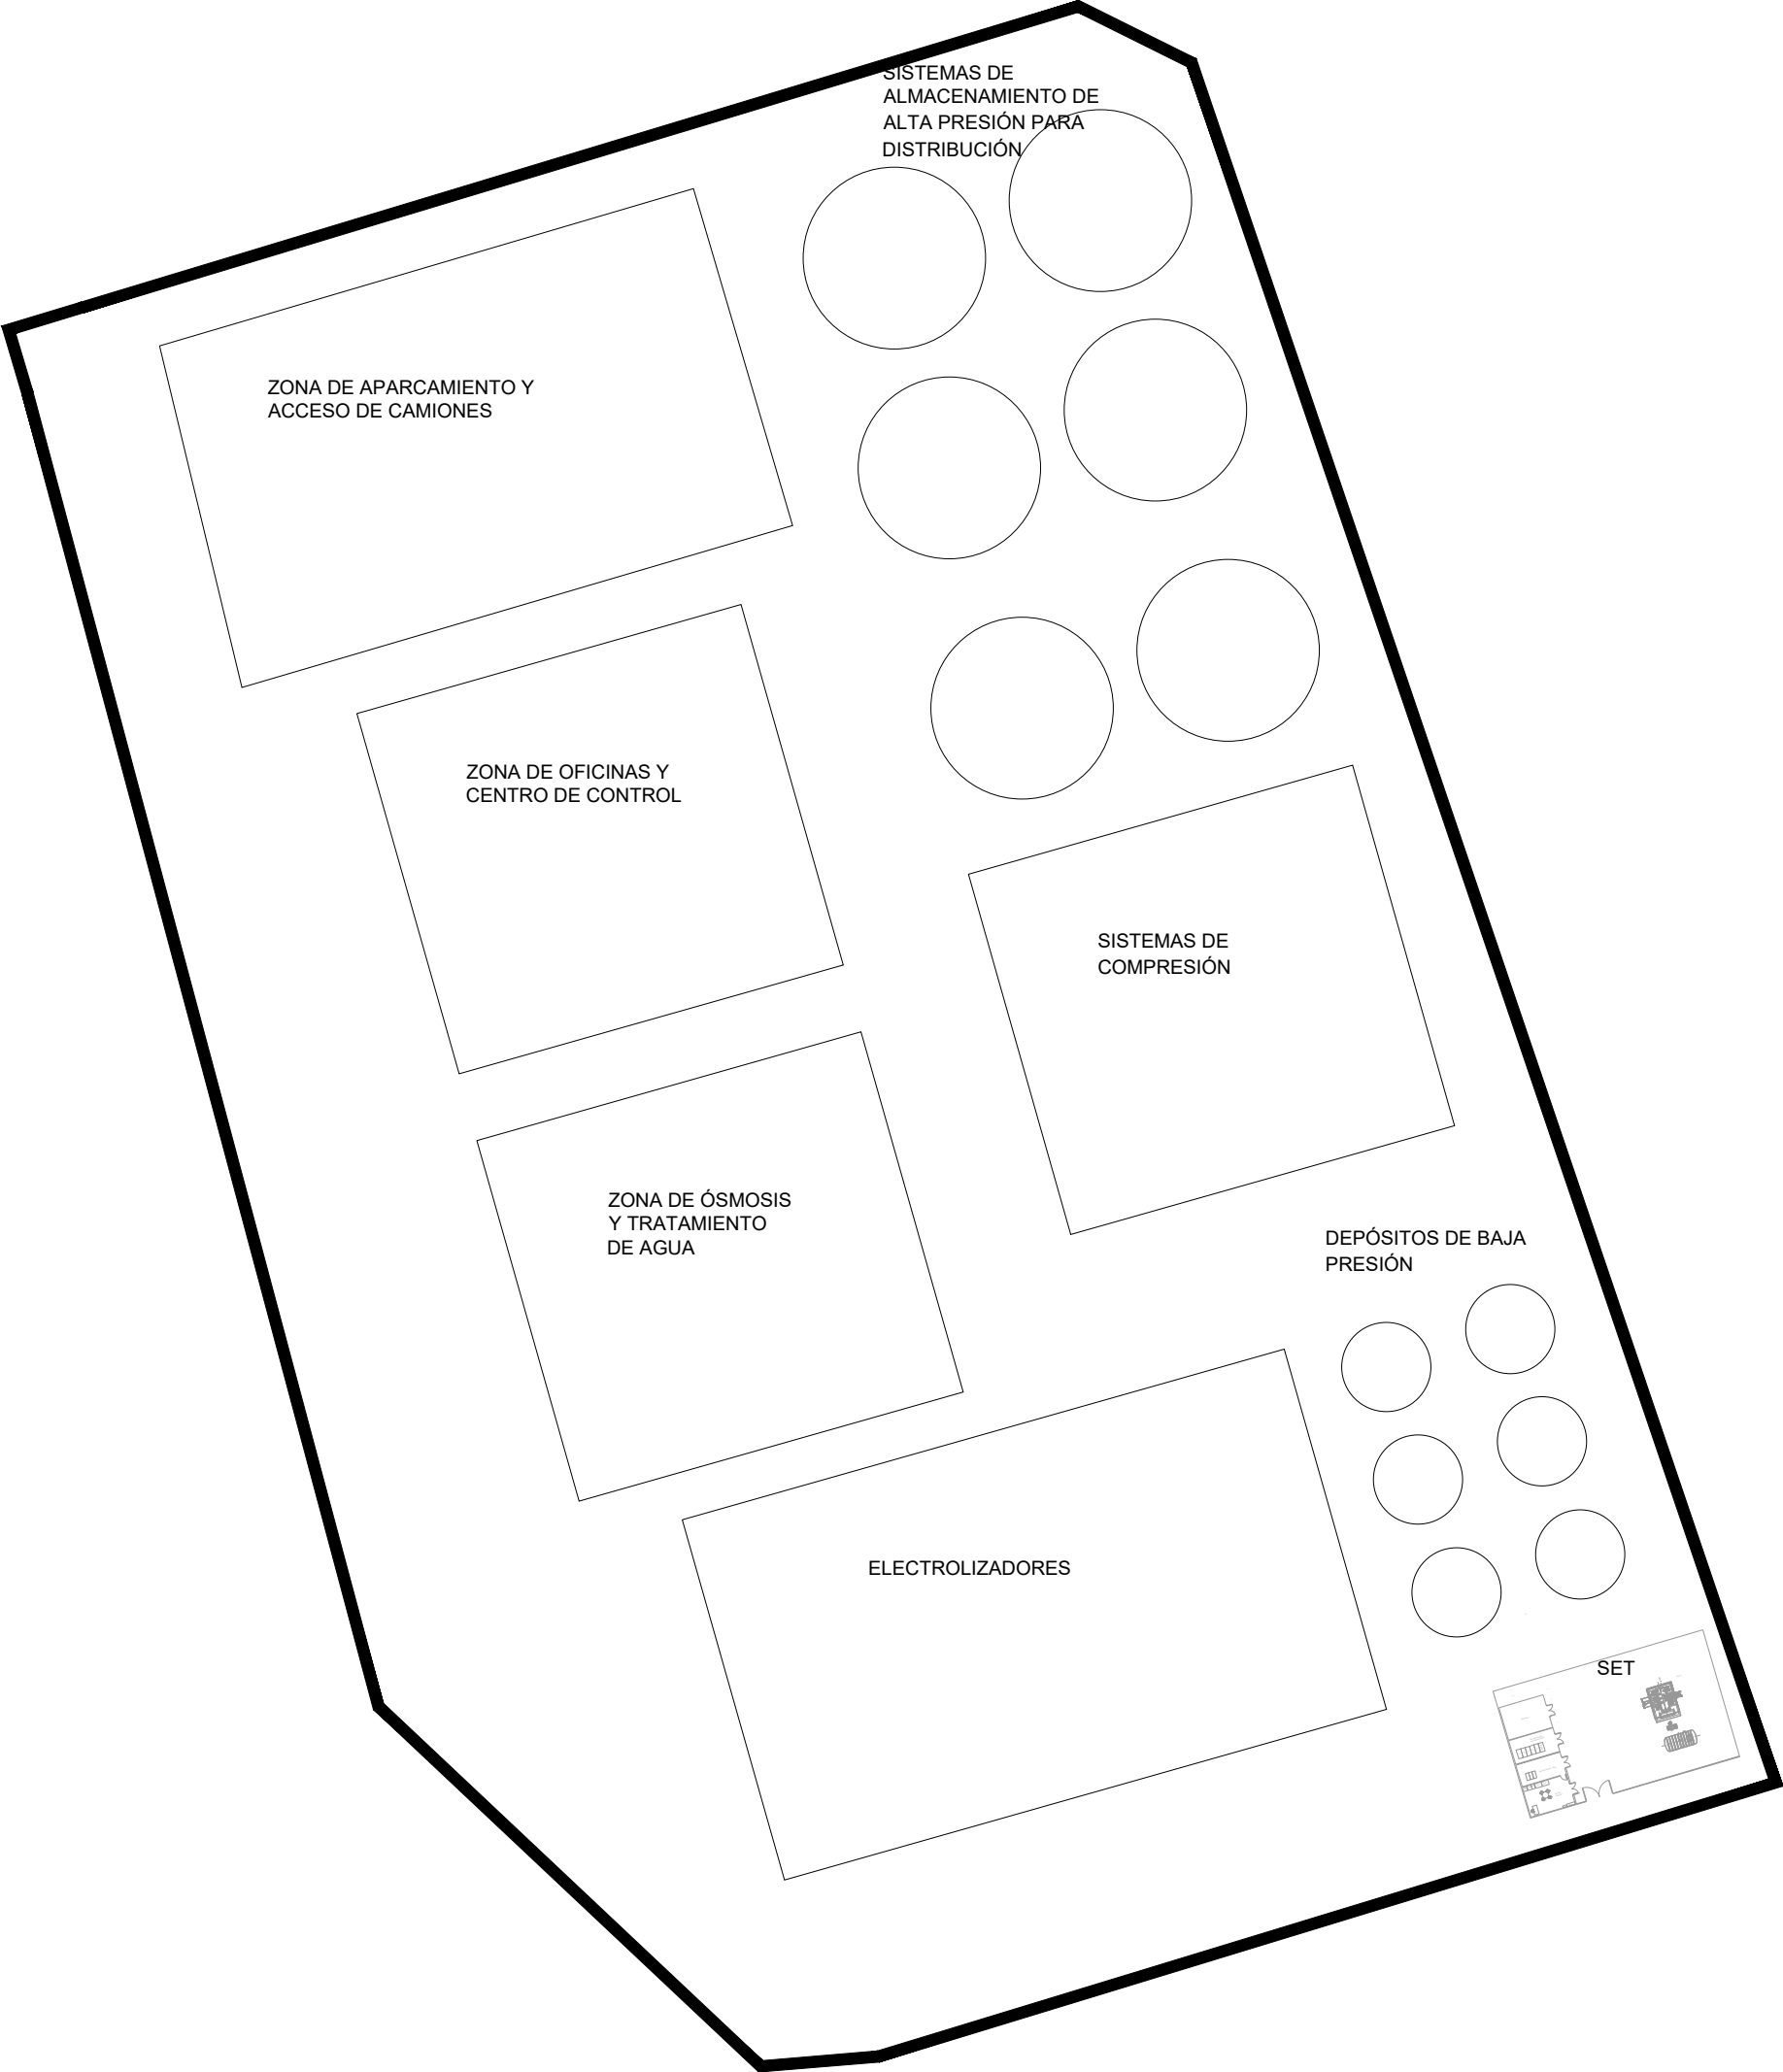 SISTEMAS DE
ALMACENAMIENTO DE
ALTA PRESIÓN PARA
DISTRIBUCIÓN
ZONA DE APARCAMIENTO Y
ACCESO DE CAMIONES
ZONA DE OFICINAS Y
CENTRO DE CONTROL
SISTEMAS DE
COMPRESIÓN
ZONA DE ÓSMOSIS
Y TRATAMIENTO
DE AGUA
DEPÓSITOS DE BAJA
PRESIÓN
ELECTROLIZADORES
SET